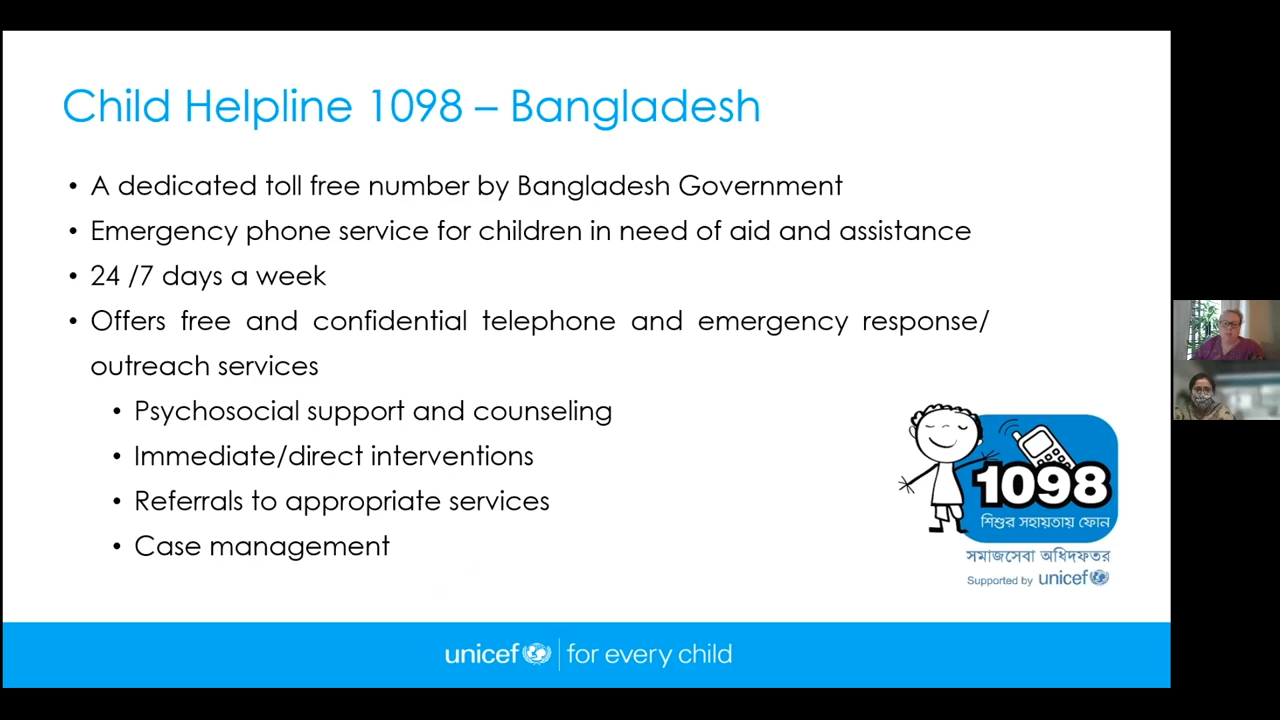 Child Helpline 1098 – Bangladesh
• A dedicated toll free number by Bangladesh Government
• Emergency phone service for children in need of aid and assistance
• 24 /7 days a week
• Offers free and confidential telephone and emergency response/
outreach services
• Psychosocial support and counseling
• Immediate/direct interventions
• Referrals to appropriate services
• Case management
1098
শিশুর সহায়তায় ফোন
সমাজসেবা অধিদফতর
Supported by unicef
unicef | for every child